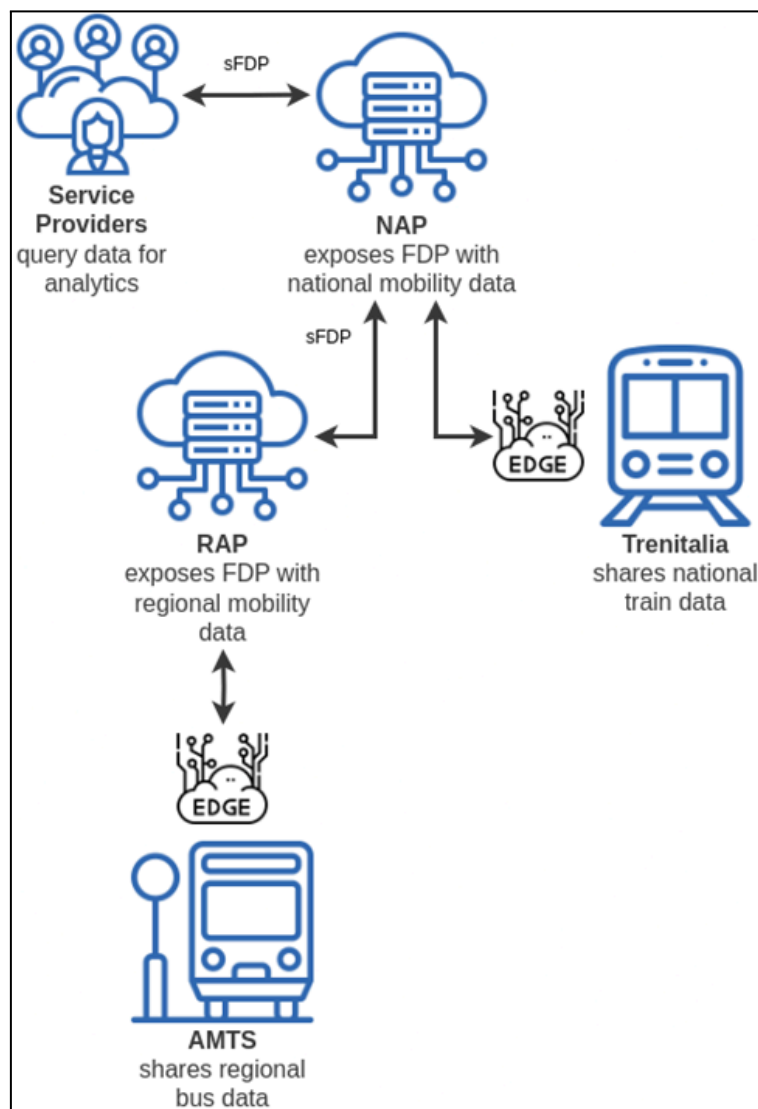 sFDP
Service
Providers
query data for
analytics
NAP
exposes FDP with
national mobility data
sFDP
EDGE
RAP
exposes FDP with
regional mobility
data
Trenitalia
shares national
train data
EDGE
AMTS
shares regional
bus data